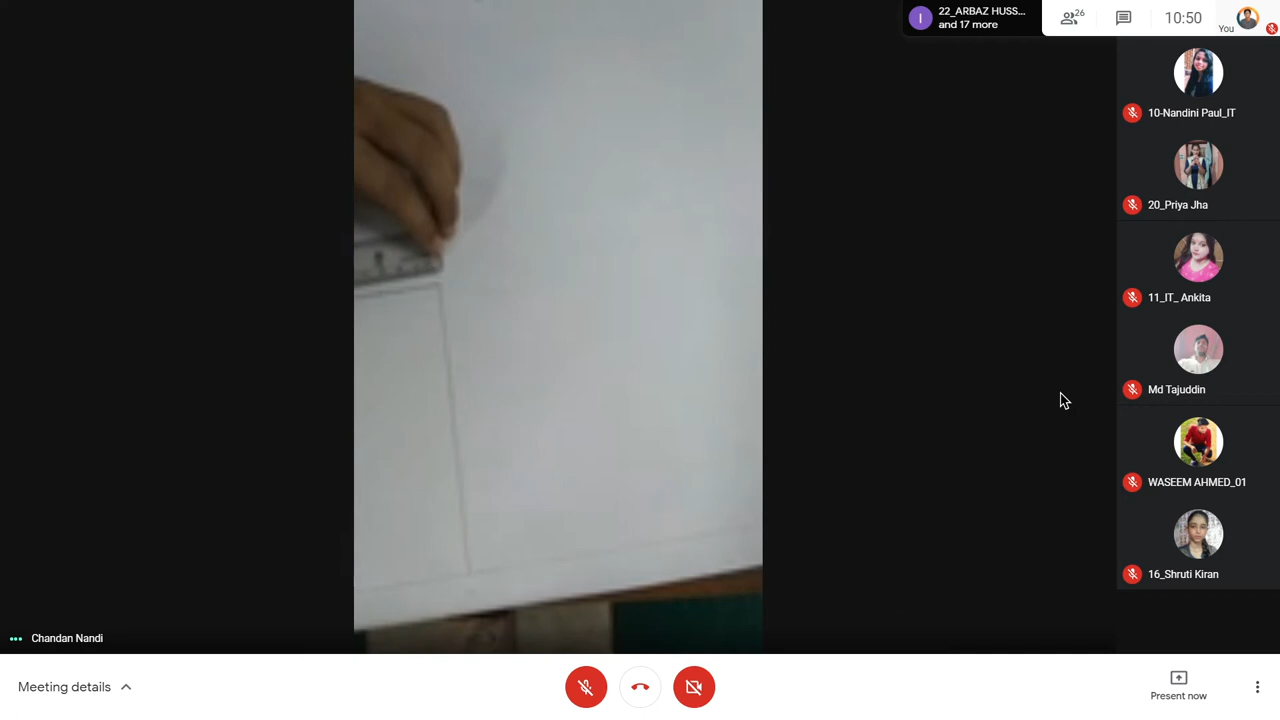 22_ARBAZ HUSS...
and 17 more
26
10:50
You
I
10-Nandini Paul_IT
20_Priya Jha
11_IT_ Ankita
Md Tajuddin
WASEEM AHMED_01
16_Shruti Kiran
Chandan Nandi
Meeting details
Present now